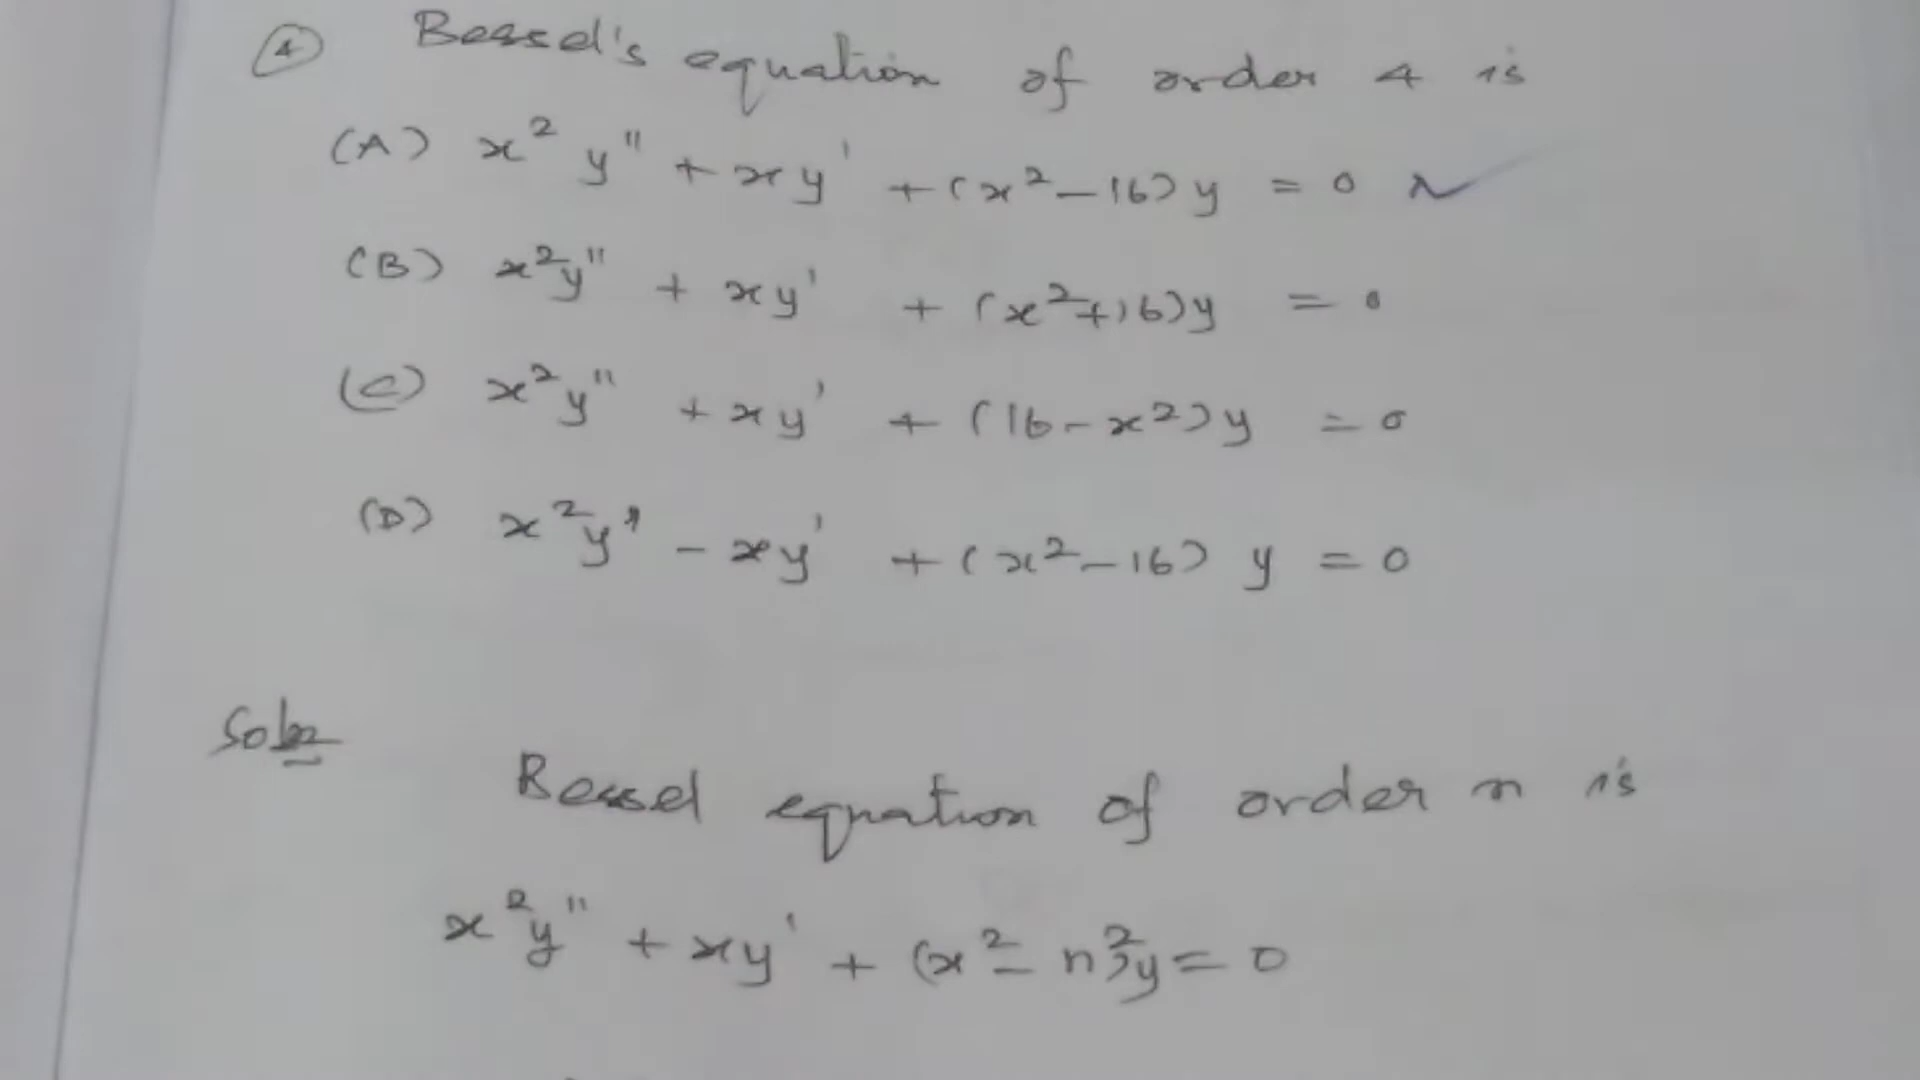 ④ Bessel's equation of order 4 is
(A) x² y'' + xy' + (x² - 16) y = 0
(B) x²y'' + xy' + (x² + 16)y = 0
(C) x²y'' + xy' + (16 - x²) y = 0
(D) x²y'' - xy' + (x² - 16) y = 0
Soln
Bessel equation of order n is
x²y'' + xy' + (x² - n²)y = 0